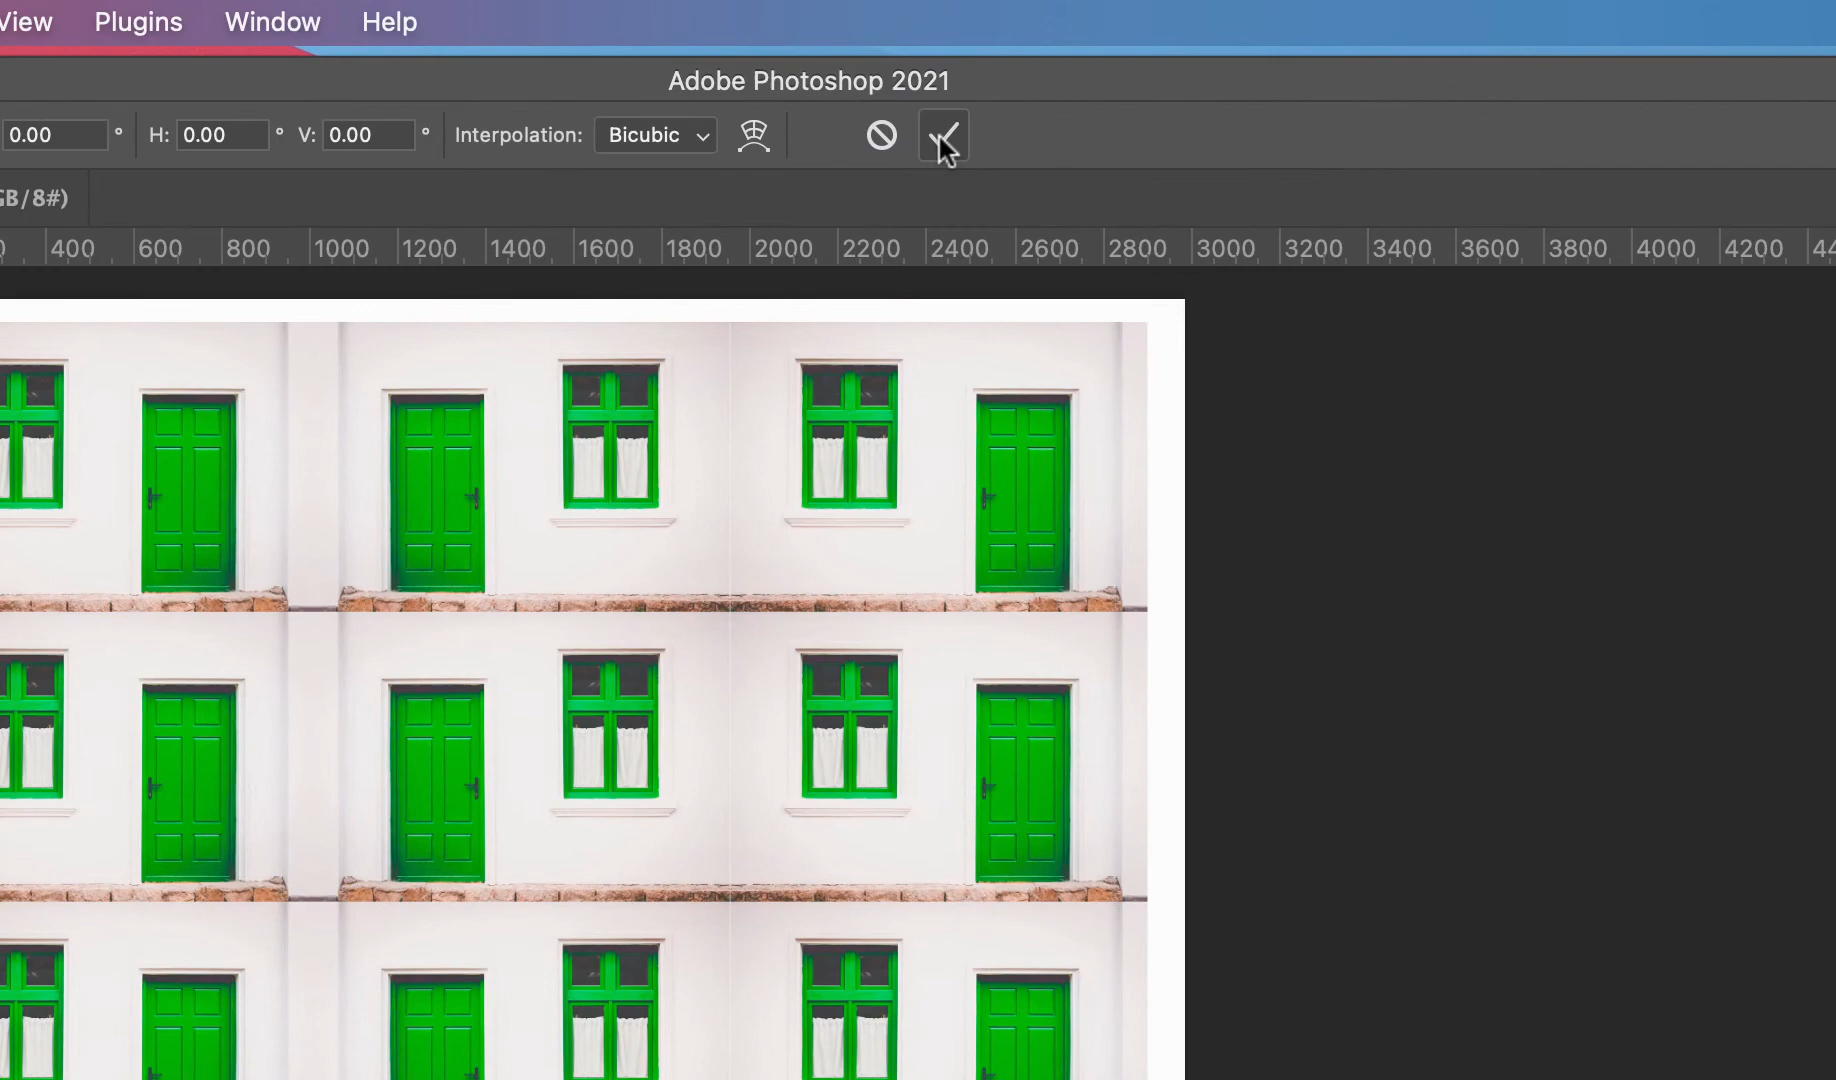 View Plugins Window Help
Adobe Photoshop 2021
0.00 ° H: 0.00 ° V: 0.00 ° Interpolation: Bicubic
GB/8#)
400 600 800 1000 1200 1400 1600 1800 2000 2200 2400 2600 2800 3000 3200 3400 3600 3800 4000 4200